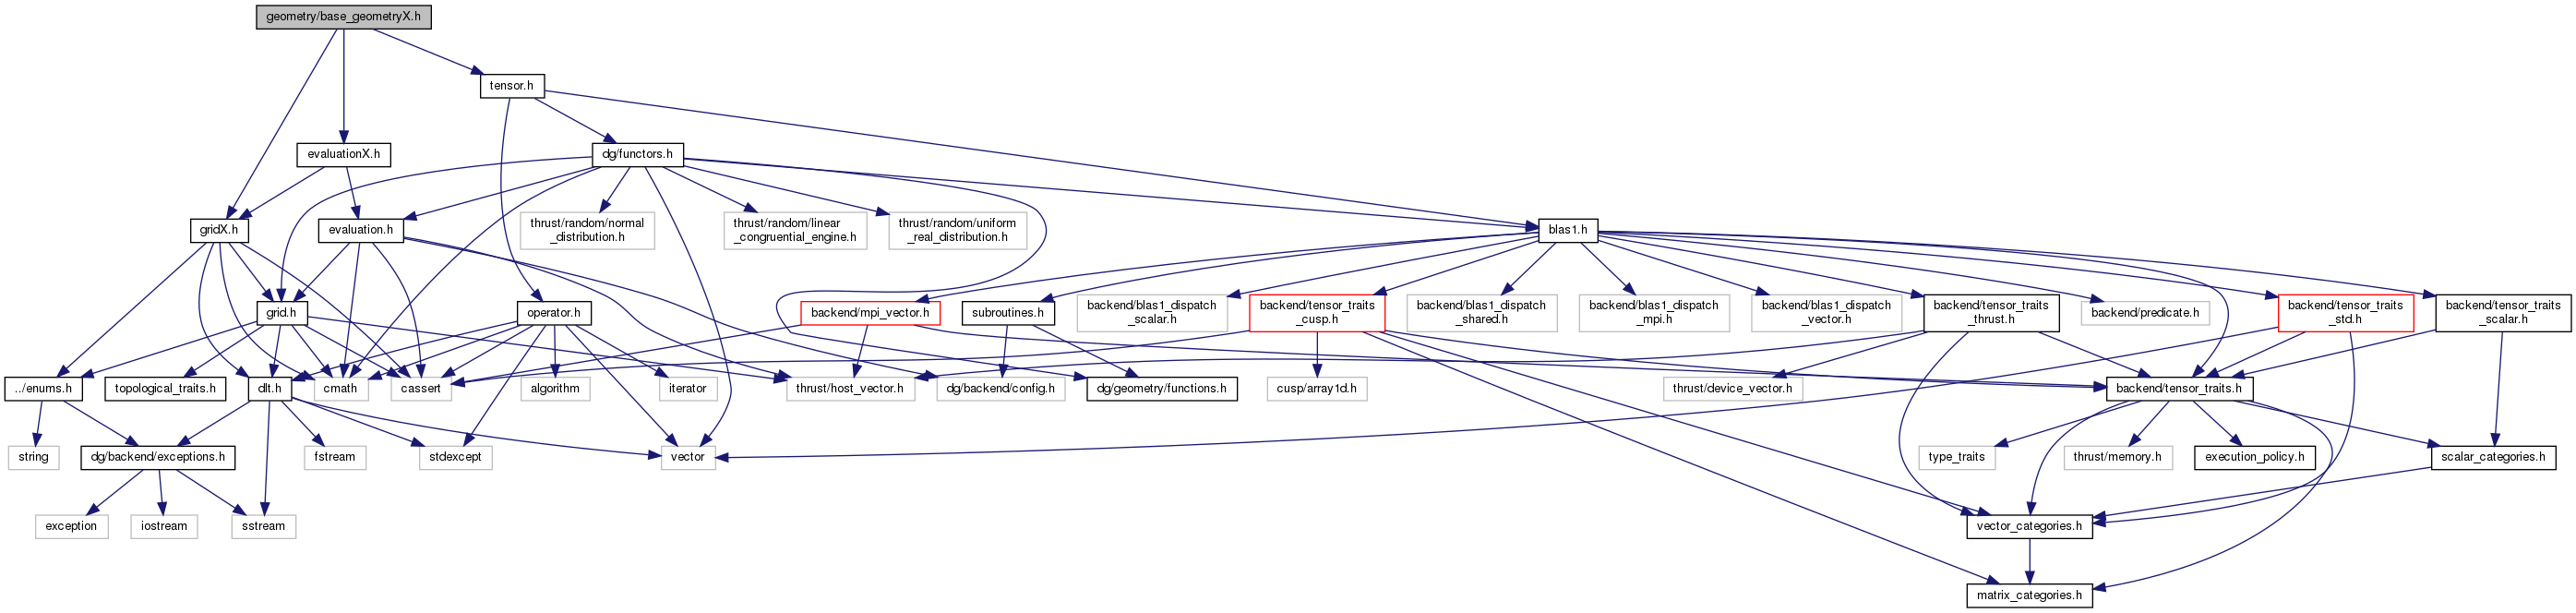 geometry/base_geometryX.h
tensor.h
evaluationX.h
dg/functors.h
gridX.h
evaluation.h
thrust/random/normal
_distribution.h
thrust/random/linear
_congruential_engine.h
thrust/random/uniform
_real_distribution.h
blas1.h
grid.h
operator.h
backend/mpi_vector.h
subroutines.h
backend/blas1_dispatch
_scalar.h
backend/tensor_traits
_cusp.h
backend/blas1_dispatch
_shared.h
backend/blas1_dispatch
_mpi.h
backend/blas1_dispatch
_vector.h
backend/tensor_traits
_thrust.h
backend/predicate.h
backend/tensor_traits
_std.h
backend/tensor_traits
_scalar.h
.../enums.h
topological_traits.h
dlt.h
cmath
cassert
algorithm
iterator
thrust/host_vector.h
dg/backend/config.h
dg/geometry/functions.h
cusp/array1d.h
thrust/device_vector.h
backend/tensor_traits.h
string
dg/backend/exceptions.h
fstream
stdexcept
vector
type_traits
thrust/memory.h
execution_policy.h
scalar_categories.h
exception
iostream
sstream
vector_categories.h
matrix_categories.h